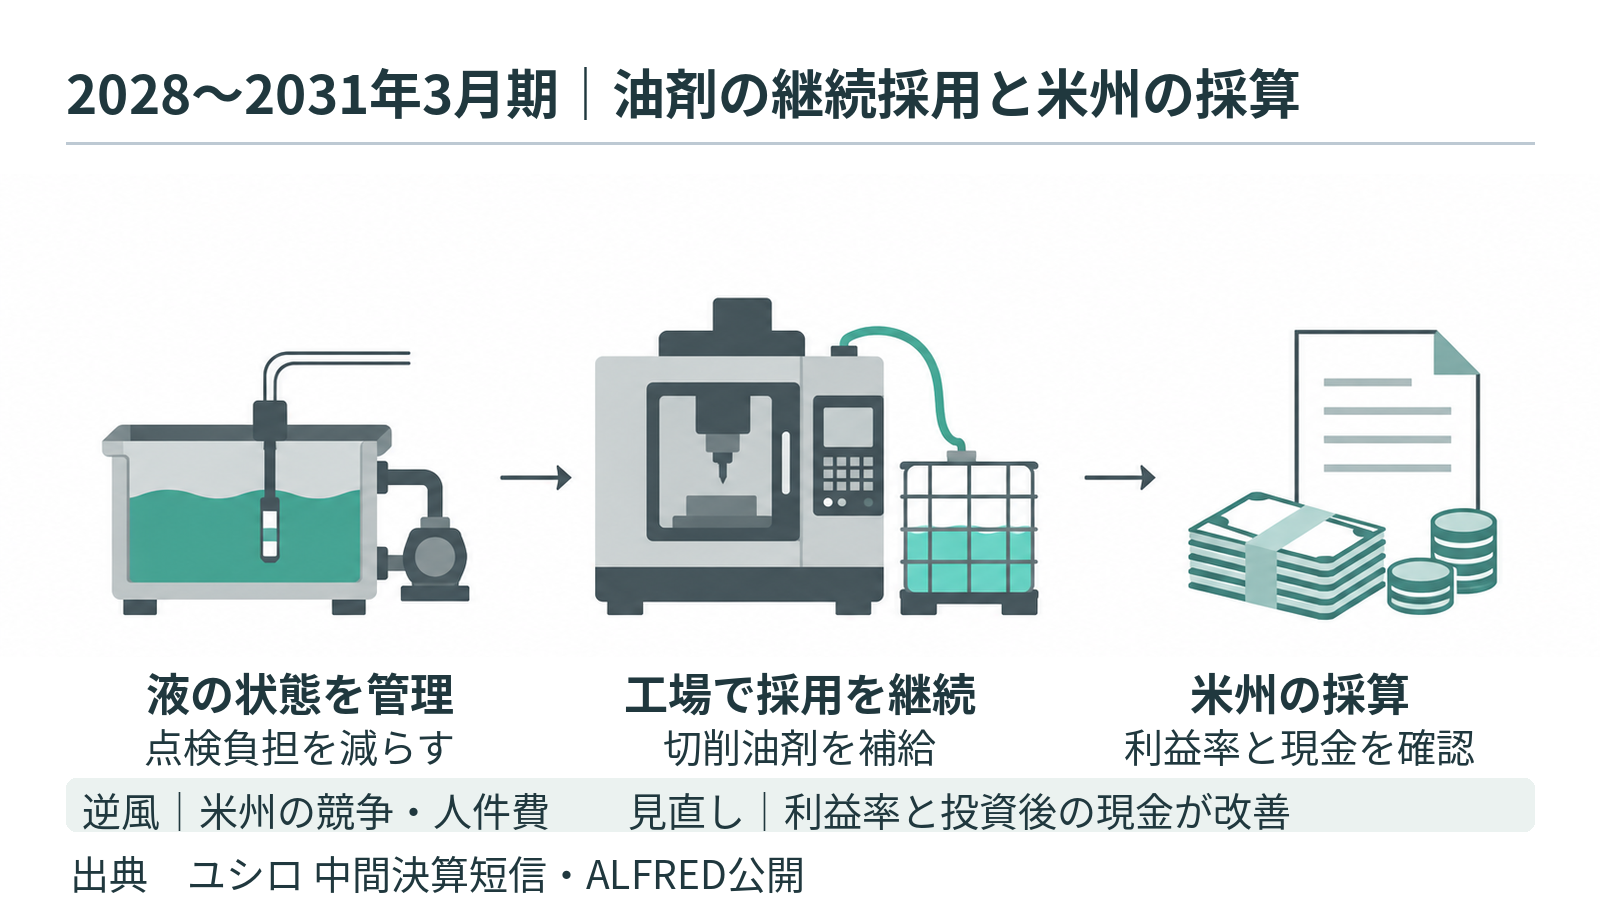 2028～2031年3月期｜油剤の継続採用と米州の採算
液の状態を管理
点検負担を減らす
工場で採用を継続
切削油剤を補給
米州の採算
利益率と現金を確認
逆風｜米州の競争・人件費　　見直し｜利益率と投資後の現金が改善
出典　ユシロ 中間決算短信・ALFRED公開